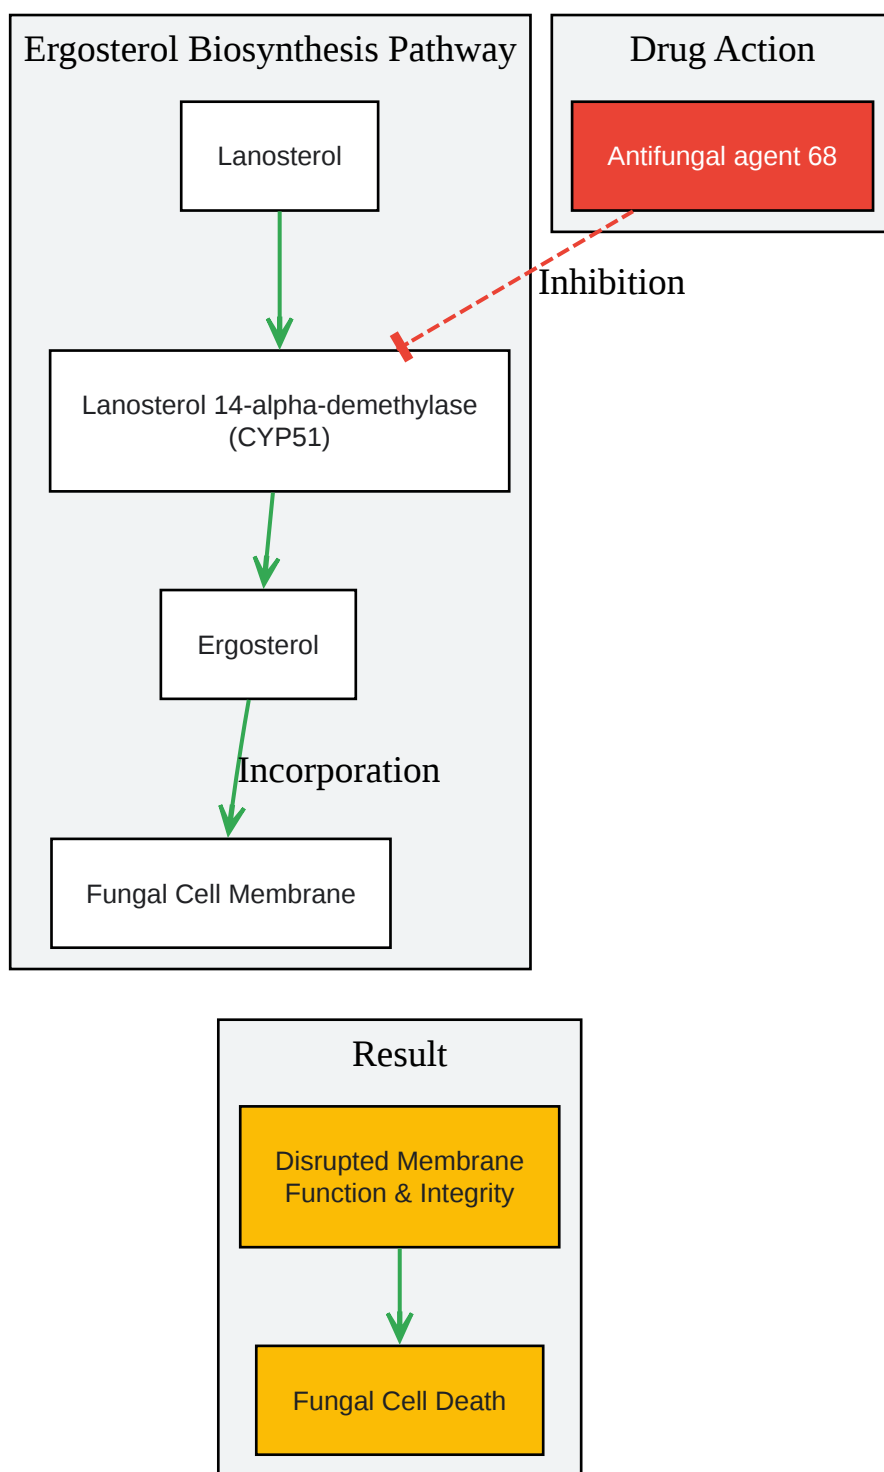 Ergosterol Biosynthesis Pathway
Drug Action
Lanosterol
Antifungal agent 68
Inhibition
Lanosterol 14-alpha-demethylase
(CYP51)
Ergosterol
Incorporation
Fungal Cell Membrane
Result
Disrupted Membrane
Function & Integrity
Fungal Cell Death